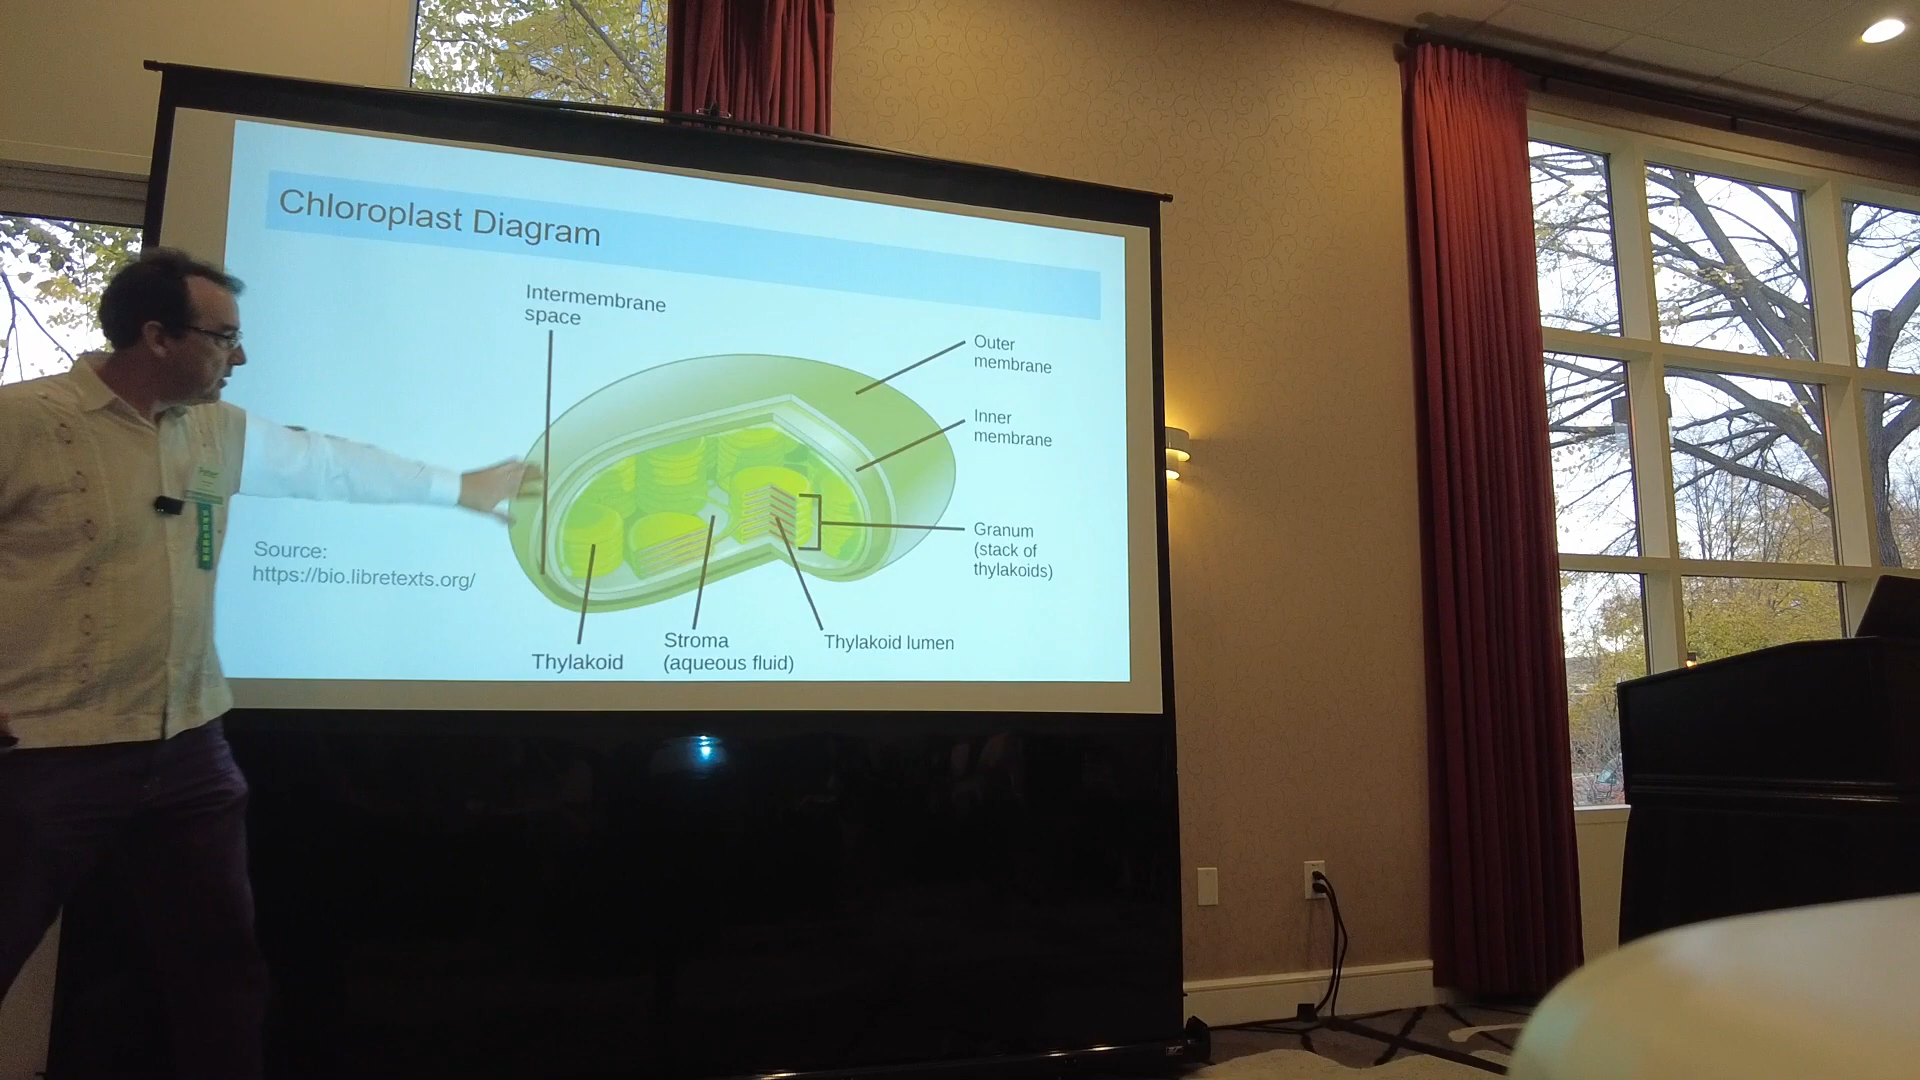 Chloroplast Diagram
Intermembrane
space
Outer
membrane
Inner
membrane
Granum
(stack of
thylakoids)
Source:
https://bio.libretexts.org/
Thylakoid
Stroma
(aqueous fluid)
Thylakoid lumen